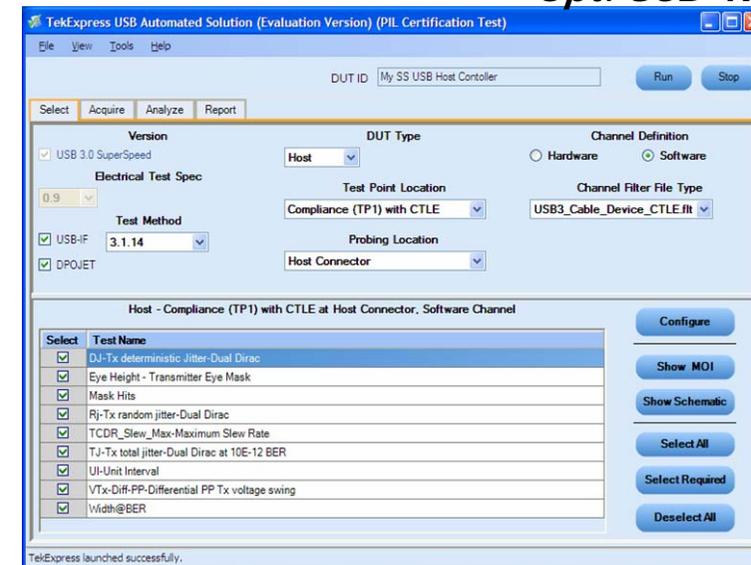 TekExpress USB Automated Solution (Evaluation Version) (PIL Certification Test)
File View Tools Help
DUT ID My SS USB Host Contoller Run Stop
Select Acquire Analyze Report
Version DUT Type Channel Definition
USB 3.0 SuperSpeed Host Hardware Software
Electrical Test Spec
0.9 Test Point Location Channel Filter File Type
Compliance (TP1) with CTLE USB3_Cable_Device_CTLE.flt
Test Method
USB-IF 3.1.14 Probing Location
DPOJET Host Connector
Host - Compliance (TP1) with CTLE at Host Connector, Software Channel
Configure
Select Test Name
DJ-Tx deterministic Jitter-Dual Dirac
Show MOI
Eye Height - Transmitter Eye Mask
Mask Hits
Show Schematic
Rj-Tx random jitter-Dual Dirac
TCDR_Slew_Max-Maximum Slew Rate
Select All
TJ-Tx total jitter-Dual Dirac at 10E-12 BER
UI-Unit Interval
Select Required
VTx-Diff-PP-Differential PP Tx voltage swing
Width@BER
Deselect All
TekExpress launched successfully.